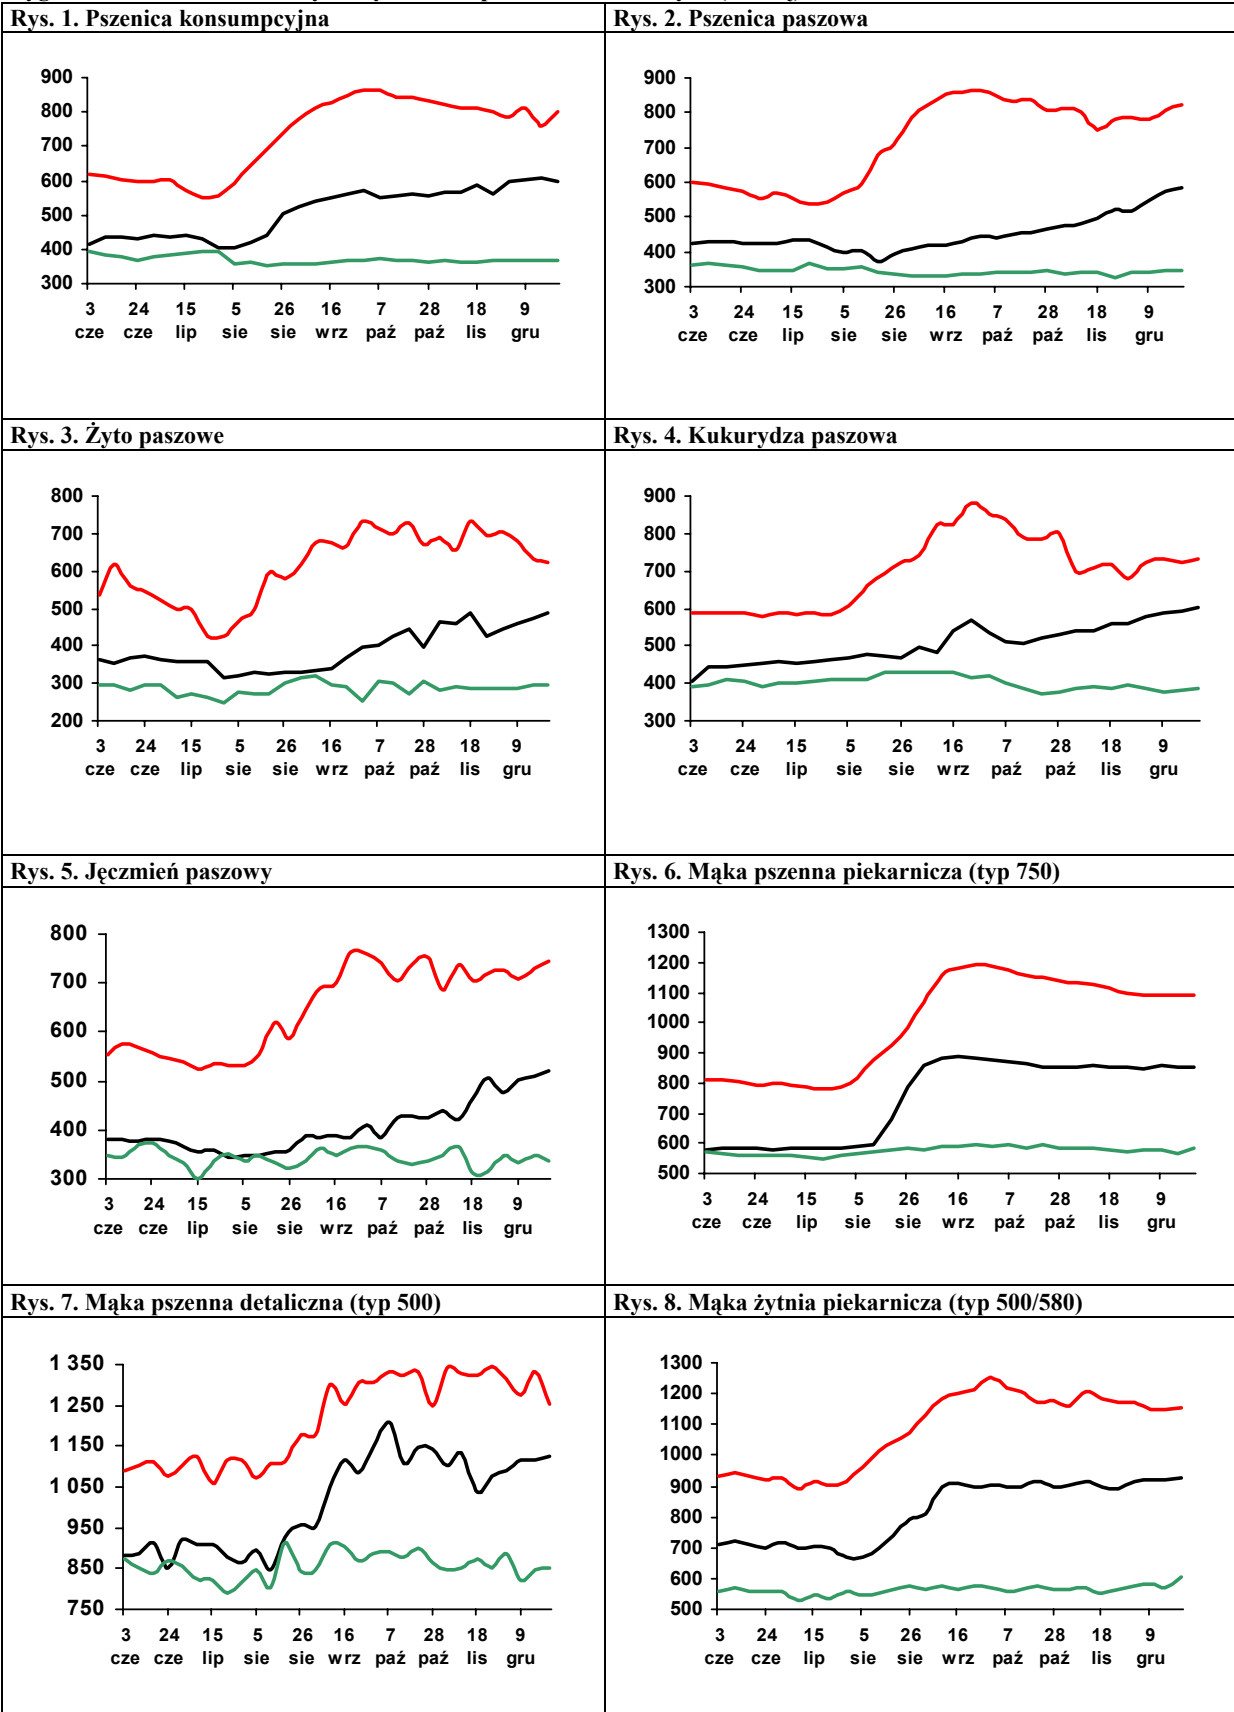 Rys. 1. Pszenica konsumpcyjna
900
800
700
600
500
400
300
3 24 15 5 26 16 7 28 18 9
cze cze lip sie sie wrz paź paź lis gru
Rys. 2. Pszenica paszowa
900
800
700
600
500
400
300
3 24 15 5 26 16 7 28 18 9
cze cze lip sie sie wrz paź paź lis gru
Rys. 3. Żyto paszowe
800
700
600
500
400
300
200
3 24 15 5 26 16 7 28 18 9
cze cze lip sie sie wrz paź paź lis gru
Rys. 4. Kukurydza paszowa
900
800
700
600
500
400
300
3 24 15 5 26 16 7 28 18 9
cze cze lip sie sie wrz paź paź lis gru
Rys. 5. Jęczmień paszowy
800
700
600
500
400
300
3 24 15 5 26 16 7 28 18 9
cze cze lip sie sie wrz paź paź lis gru
Rys. 6. Mąka pszenna piekarnicza (typ 750)
1300
1200
1100
1000
900
800
700
600
500
3 24 15 5 26 16 7 28 18 9
cze cze lip sie sie wrz paź paź lis gru
Rys. 7. Mąka pszenna detaliczna (typ 500)
1 350
1 250
1 150
1 050
950
850
750
3 24 15 5 26 16 7 28 18 9
cze cze lip sie sie wrz paź paź lis gru
Rys. 8. Mąka żytnia piekarnicza (typ 500/580)
1300
1200
1100
1000
900
800
700
600
500
3 24 15 5 26 16 7 28 18 9
cze cze lip sie sie wrz paź paź lis gru